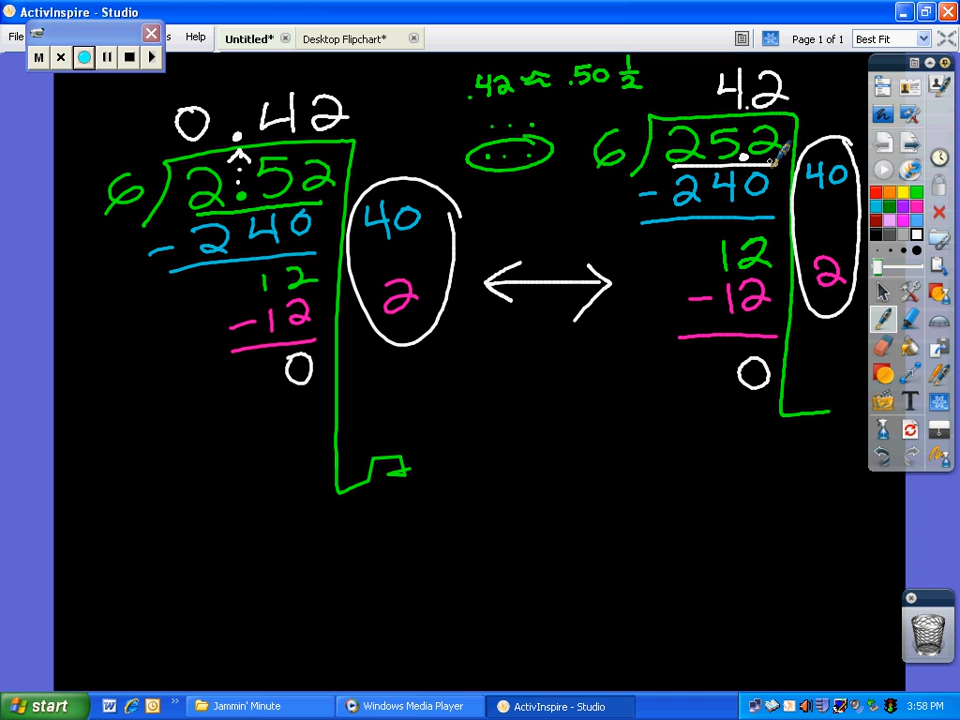 ActivInspire - Studio
File
s
Help
Untitled*
Desktop Flipchart*
Page 1 of 1
Best Fit
M
0.42
6) 2.52
- 240
12
- 12
0
40
2
.42 ≈ .50 1/2
4.2
6) 25.2
- 240
12
- 12
0
40
2
T
start
Jammin' Minute
Windows Media Player
ActivInspire - Studio
3:58 PM